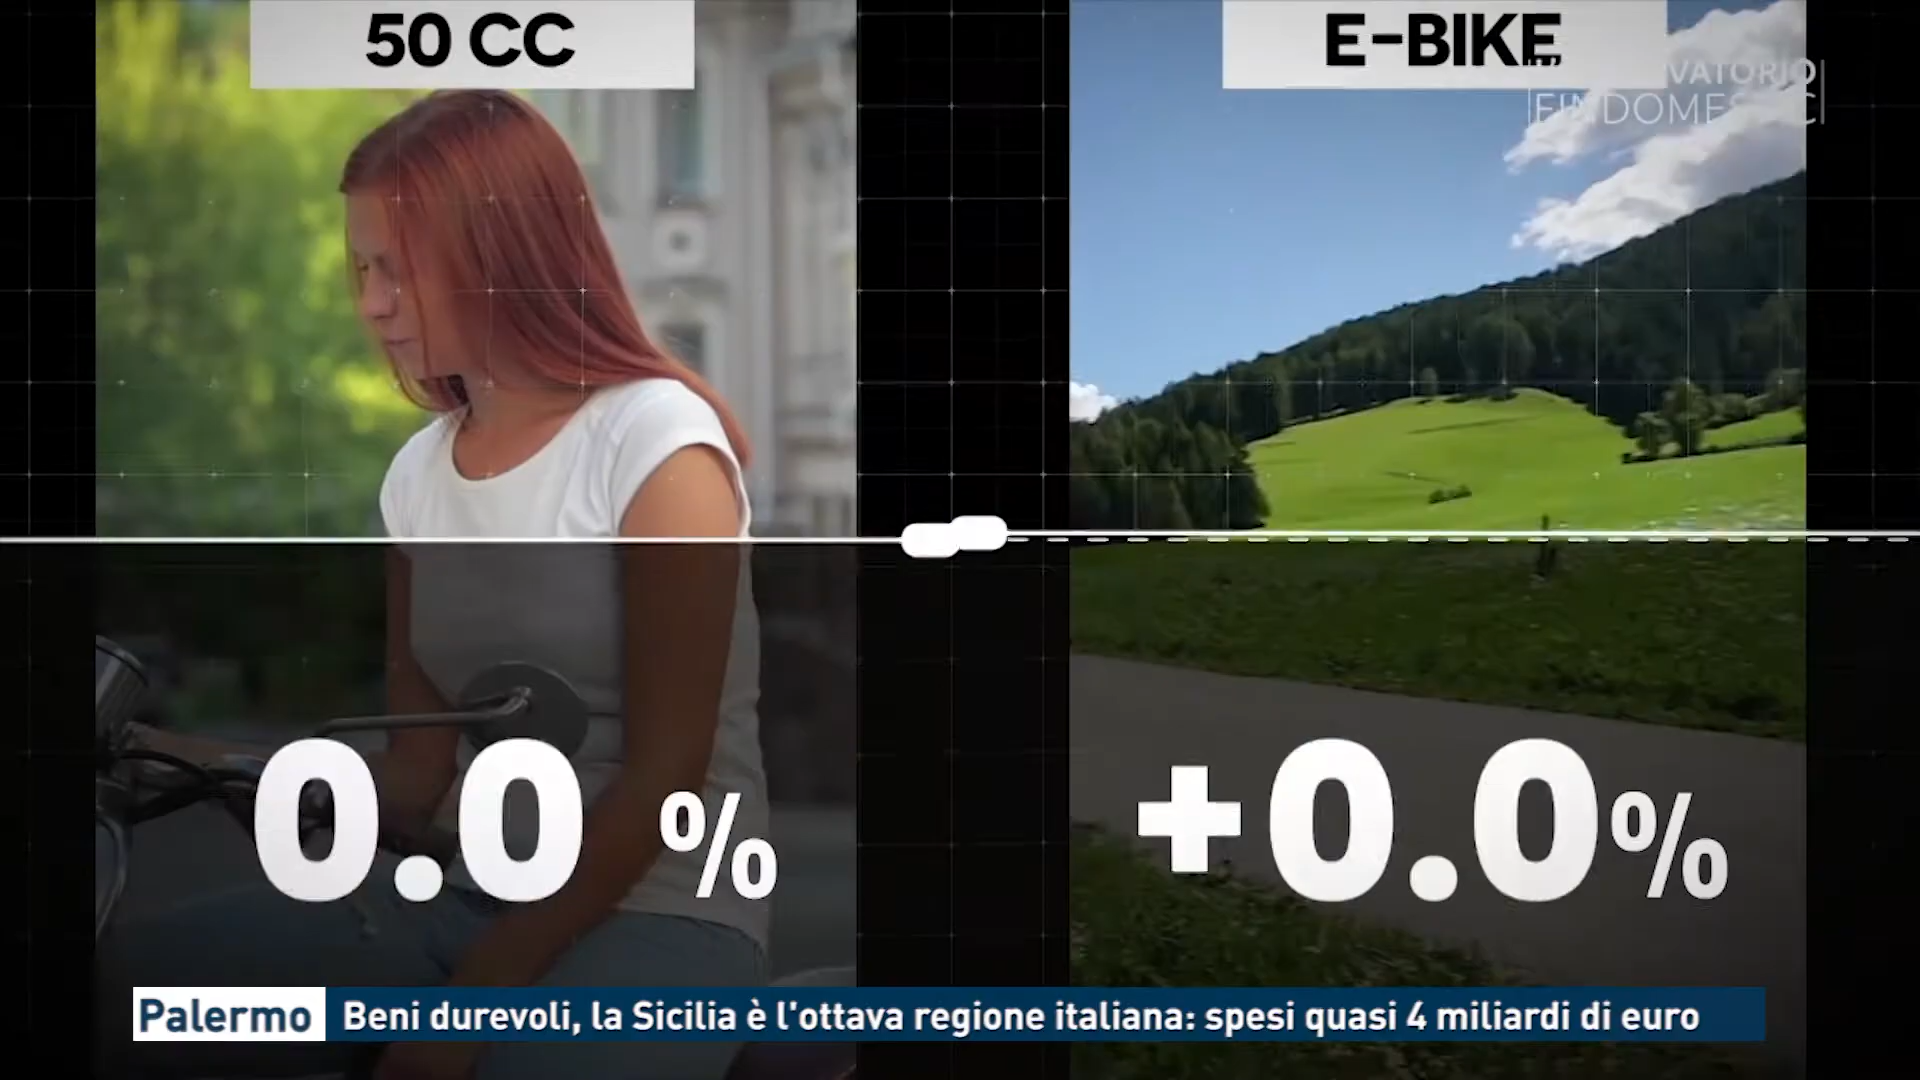 50 CC
E-BIKE
0.0 %
+0.0%
Palermo
Beni durevoli, la Sicilia è l'ottava regione italiana: spesi quasi 4 miliardi di euro